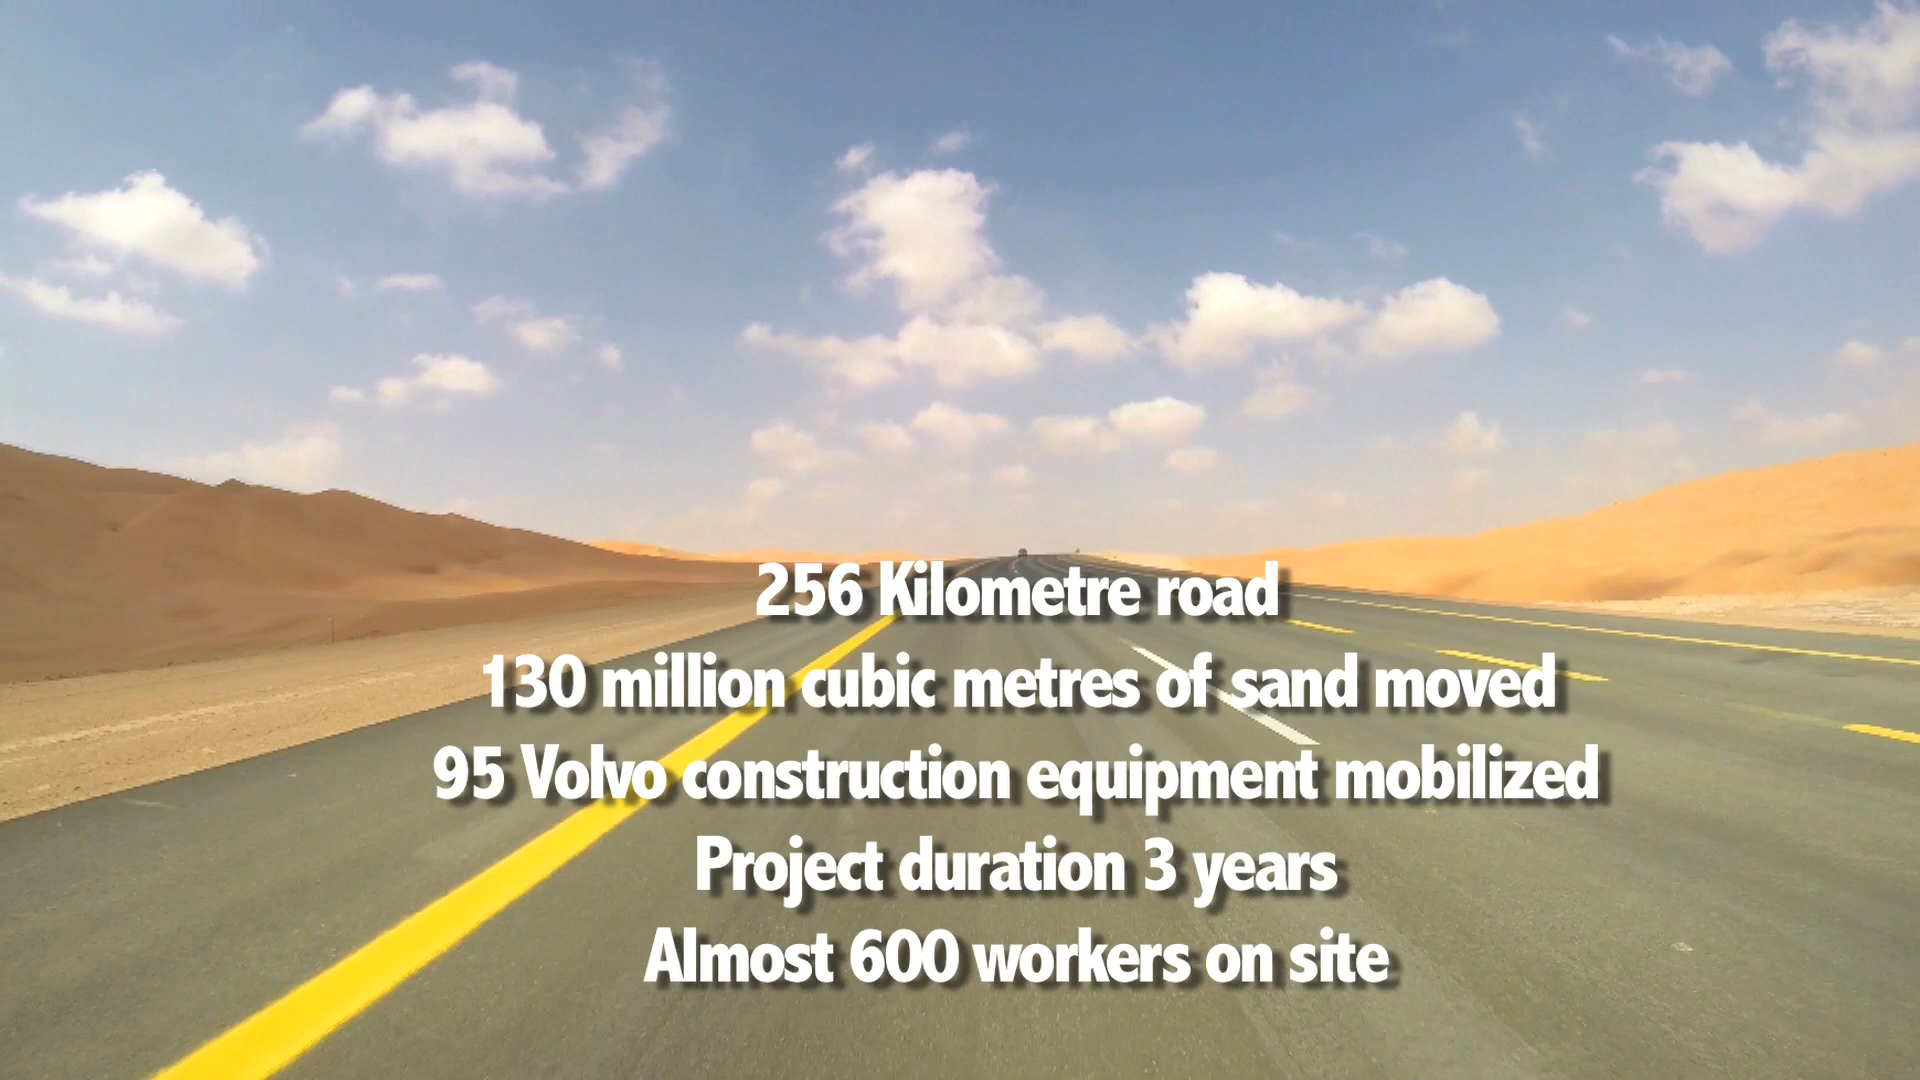 256 Kilometre road
130 million cubic metres of sand moved
95 Volvo construction equipment mobilized
Project duration 3 years
Almost 600 workers on site